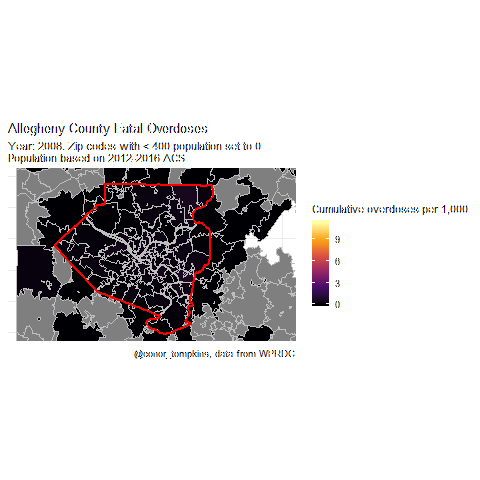 Allegheny County Fatal Overdoses
Year: 2008. Zip codes with < 400 population set to 0
Population based on 2012-2016 ACS
Cumulative overdoses per 1,000
9
6
3
0
@conor_tompkins, data from WPRDC